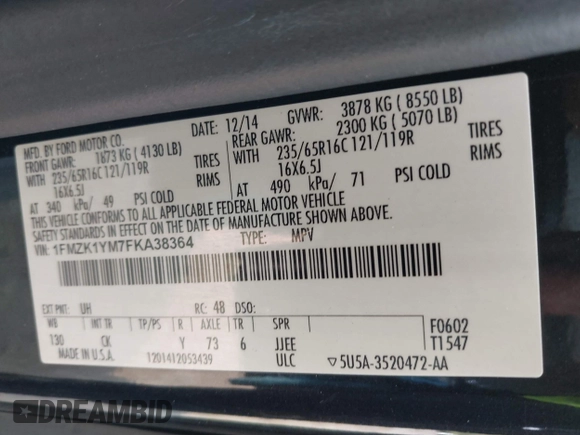 MFD. BY FORD MOTOR CO.
DATE: 12/14 GVWR: 3878 KG ( 8550 LB)
FRONT GAWR: 1873 KG ( 4130 LB) REAR GAWR: 2300 KG ( 5070 LB)
WITH 235/65R16C 121/119R TIRES WITH 235/65R16C 121/119R TIRES
16X6.5J RIMS 16X6.5J RIMS
AT 340 kPa/ 49 PSI COLD AT 490 kPa/ 71 PSI COLD
THIS VEHICLE CONFORMS TO ALL APPLICABLE FEDERAL MOTOR VEHICLE
SAFETY STANDARDS IN EFFECT ON THE DATE OF MANUFACTURE SHOWN ABOVE.
VIN: 1FMZK1YM7FKA38364 TYPE: MPV
EXT PNT: UH RC: 48 DSO:
WB INT TR TP/PS R AXLE TR SPR F0602
130 CK Y 73 6 JJEE T1547
MADE IN U.S.A. 1201412053439 ULC ▽5U5A-3520472-AA
DREAMBID